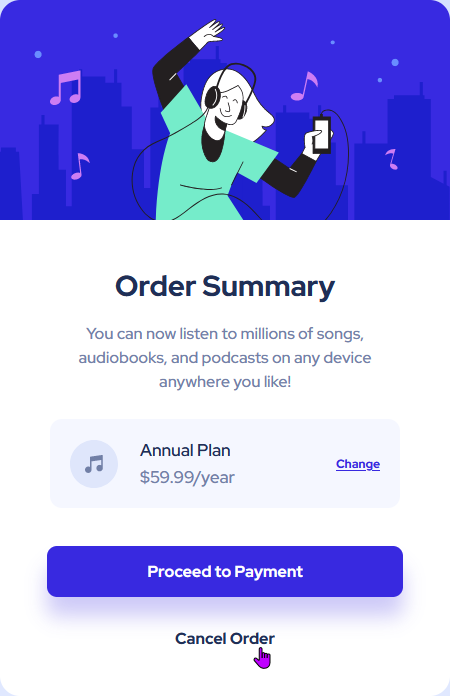 Order Summary
You can now listen to millions of songs,
audiobooks, and podcasts on any device
anywhere you like!
Annual Plan
$59.99/year
Change
Proceed to Payment
Cancel Order